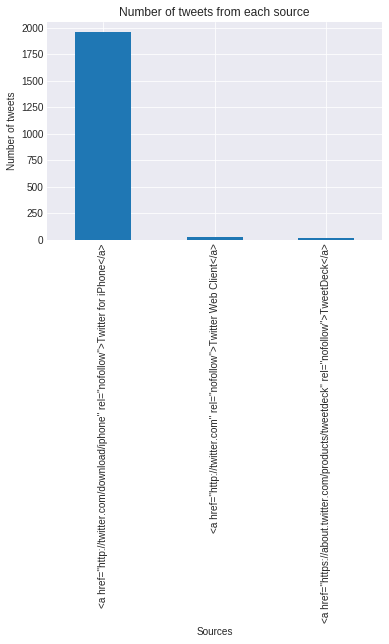 Number of tweets from each source
Number of tweets
2000
1750
1500
1250
1000
750
500
250
0
<a href="http://twitter.com/download/iphone" rel="nofollow">Twitter for iPhone</a>
<a href="http://twitter.com" rel="nofollow">Twitter Web Client</a>
<a href="https://about.twitter.com/products/tweetdeck" rel="nofollow">TweetDeck</a>
Sources